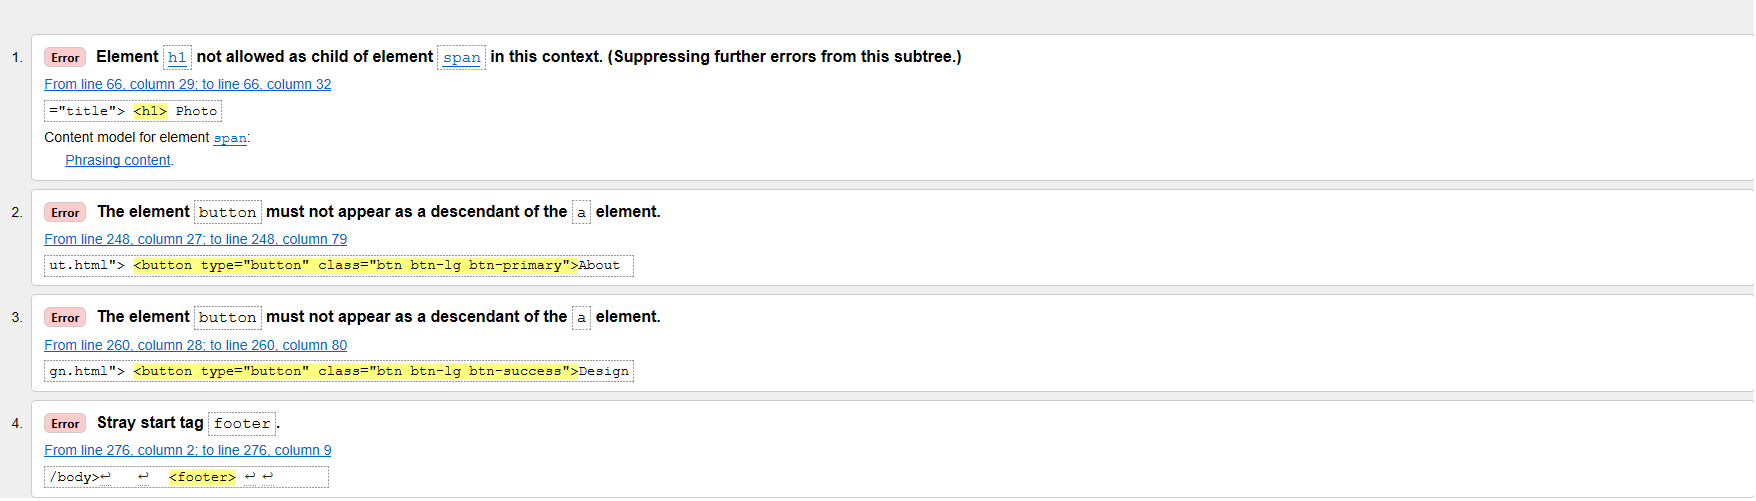 1. Error Element h1 not allowed as child of element span in this context. (Suppressing further errors from this subtree.)
From line 66, column 29; to line 66, column 32
="title"> <h1> Photo
Content model for element span:
Phrasing content.
2. Error The element button must not appear as a descendant of the a element.
From line 248, column 27; to line 248, column 79
ut.html"> <button type="button" class="btn btn-lg btn-primary">About
3. Error The element button must not appear as a descendant of the a element.
From line 260, column 28; to line 260, column 80
gn.html"> <button type="button" class="btn btn-lg btn-success">Design
4. Error Stray start tag footer.
From line 276, column 2; to line 276, column 9
/body>↩ ↩ <footer> ↩ ↩